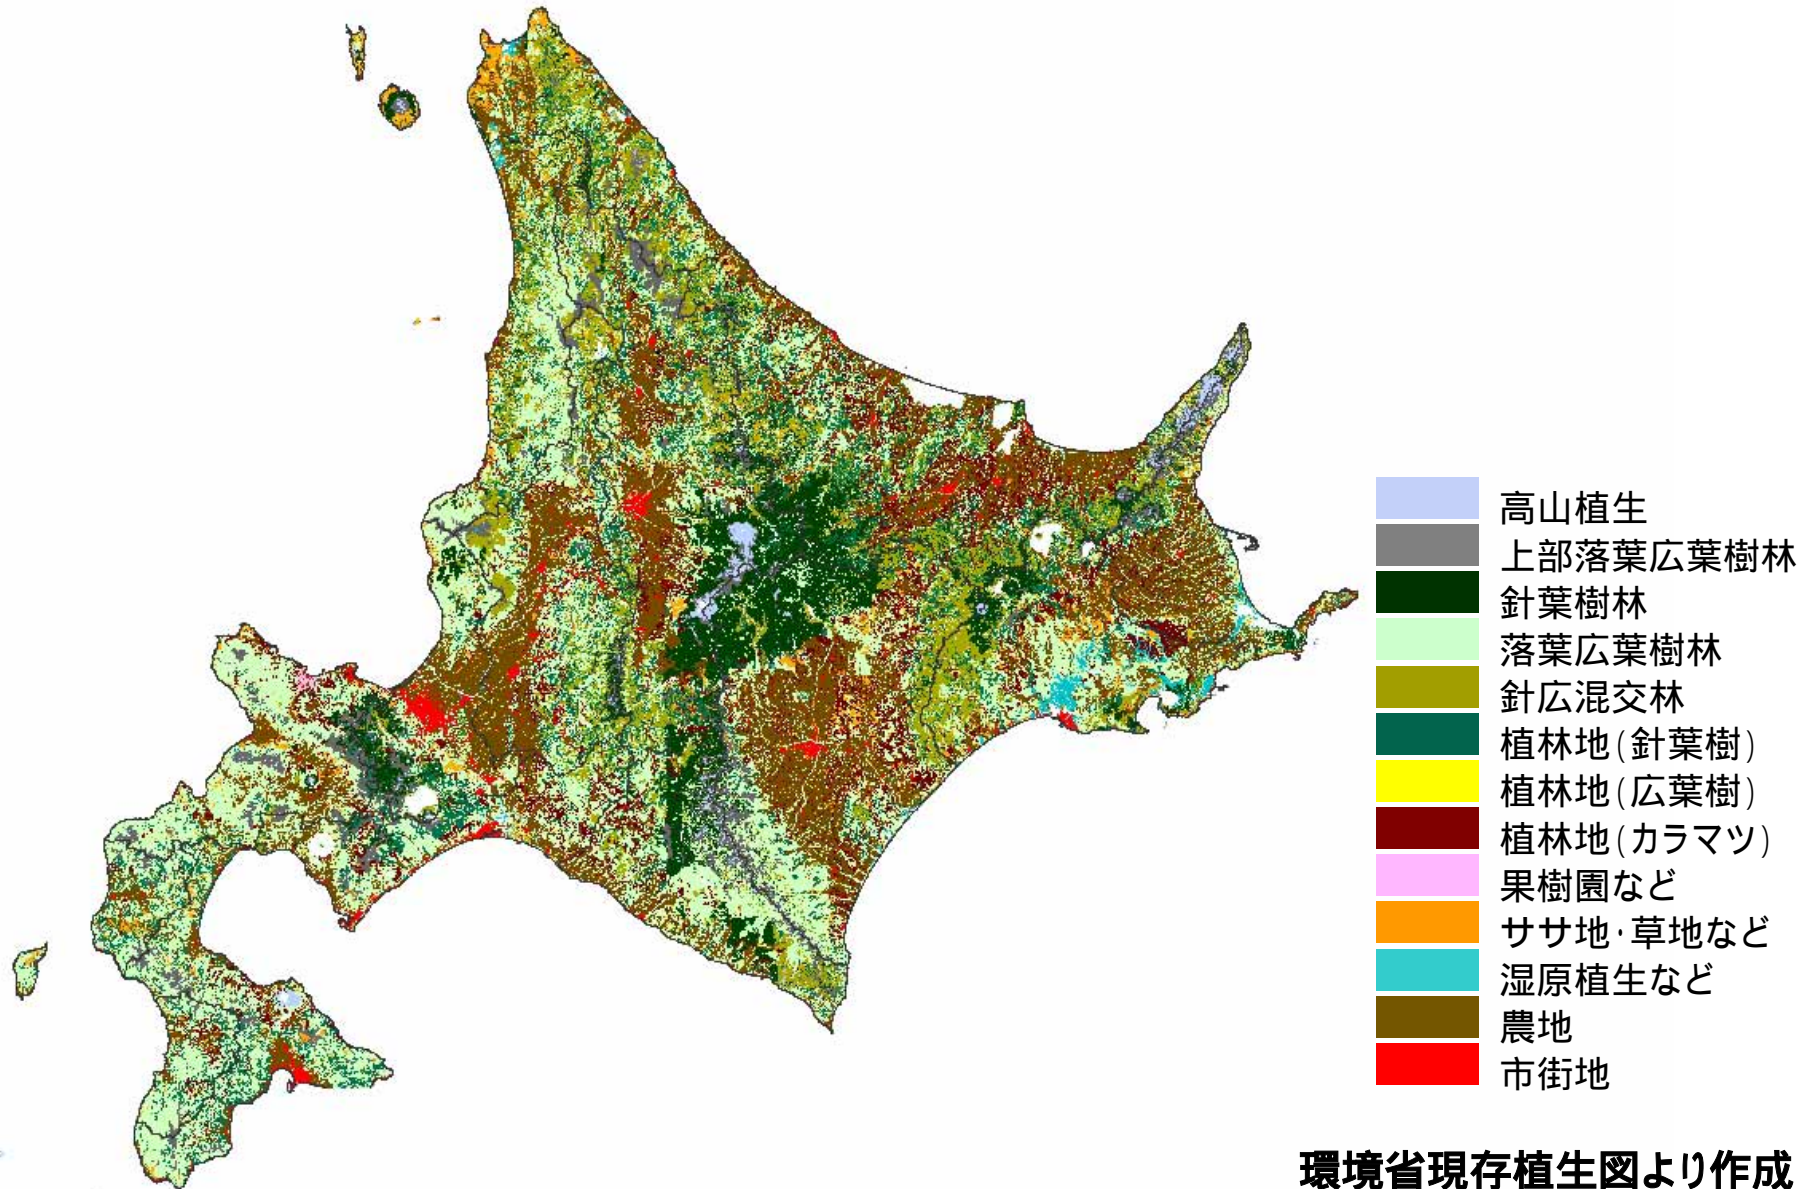 高山植生
上部落葉広葉樹林
針葉樹林
落葉広葉樹林
針広混交林
植林地(針葉樹)
植林地(広葉樹)
植林地(カラマツ)
果樹園など
ササ地・草地など
湿原植生など
農地
市街地
環境省現存植生図より作成